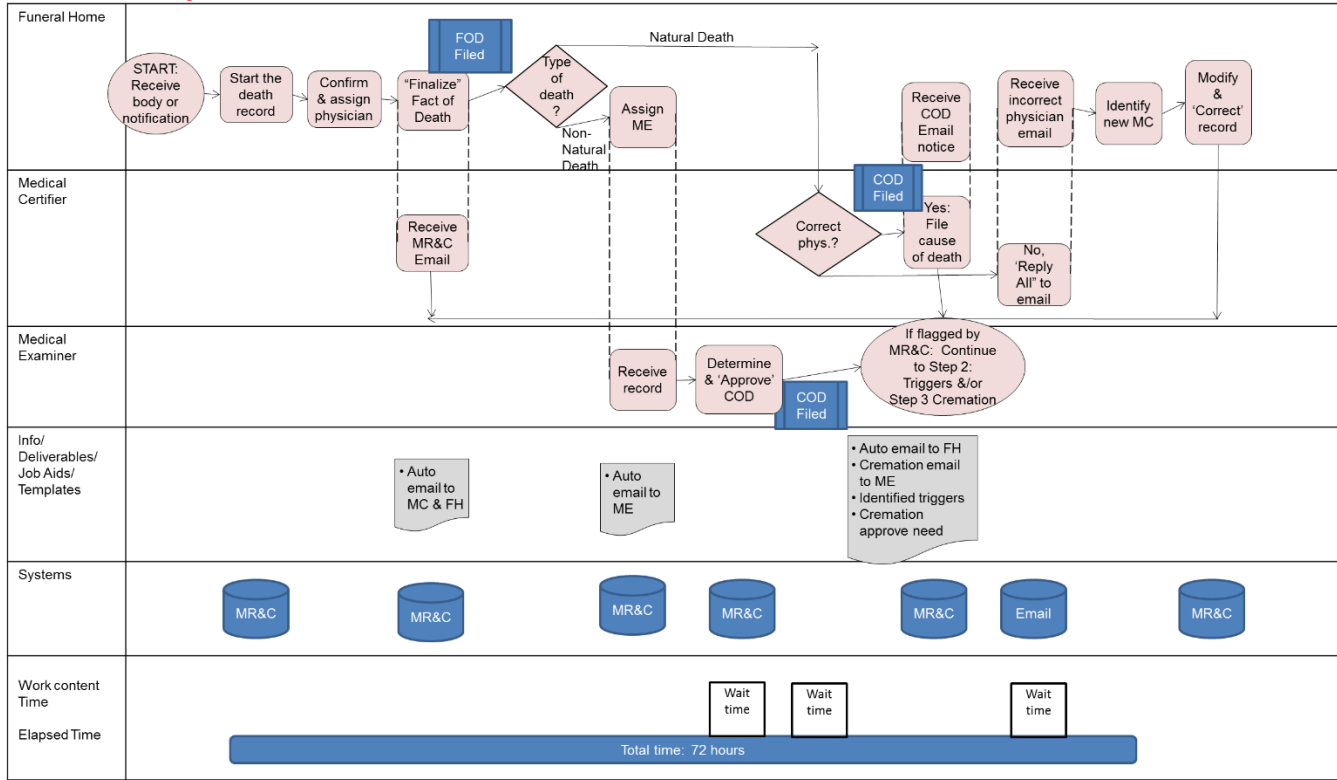 Funeral Home
START:
Receive
body or
notification
Start the
death
record
Confirm
& assign
physician
“Finalize”
Fact of
Death
FOD
Filed
Type
of
death
?
Natural Death
Non-
Natural
Death
Assign
ME
Receive
COD
Email
notice
Receive
incorrect
physician
email
Identify
new MC
Modify
& ‘Correct’
record
Medical
Certifier
Receive
MR&C
Email
Correct
phys.?
COD
Filed
Yes:
File
cause
of death
No,
‘Reply
All” to
email
Medical
Examiner
Receive
record
Determine
& ‘Approve’
COD
COD
Filed
If flagged by
MR&C: Continue
to Step 2:
Triggers &/or
Step 3 Cremation
Info/
Deliverables/
Job Aids/
Templates
• Auto
email to
MC & FH
• Auto
email to
ME
• Auto email to FH
• Cremation email
to ME
• Identified triggers
• Cremation
approve need
Systems
MR&C
MR&C
MR&C
MR&C
MR&C
Email
MR&C
Work content
Time
Wait
time
Wait
time
Wait
time
Elapsed Time
Total time: 72 hours